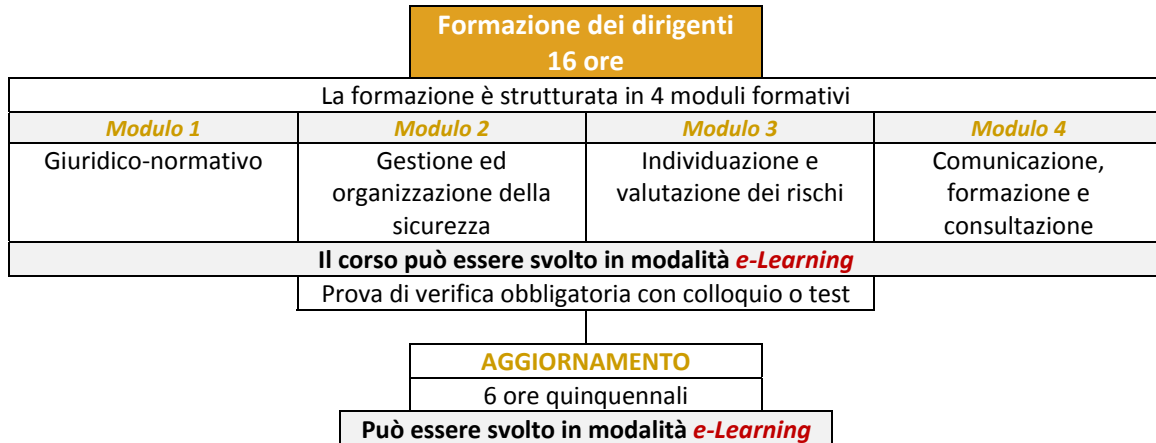 Formazione dei dirigenti
16 ore
La formazione è strutturata in 4 moduli formativi
Modulo 1
Modulo 2
Modulo 3
Modulo 4
Giuridico-normativo
Gestione ed
organizzazione della
sicurezza
Individuazione e
valutazione dei rischi
Comunicazione,
formazione e
consultazione
Il corso può essere svolto in modalità e-Learning
Prova di verifica obbligatoria con colloquio o test
AGGIORNAMENTO
6 ore quinquennali
Può essere svolto in modalità e-Learning